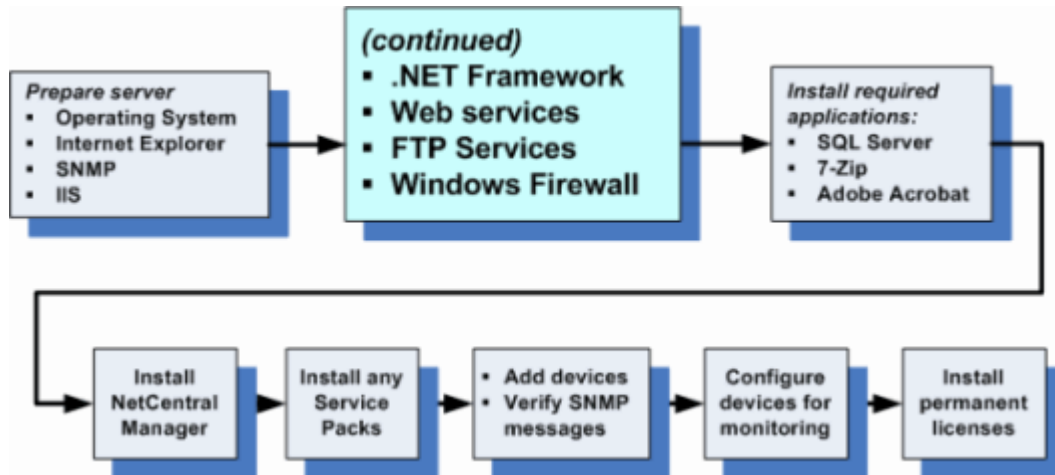 Prepare server
▪ Operating System
▪ Internet Explorer
▪ SNMP
▪ IIS
(continued)
▪ .NET Framework
▪ Web services
▪ FTP Services
▪ Windows Firewall
Install required
applications:
▪ SQL Server
▪ 7-Zip
▪ Adobe Acrobat
Install
NetCentral
Manager
Install any
Service
Packs
▪ Add devices
▪ Verify SNMP
messages
Configure
devices for
monitoring
Install
permanent
licenses